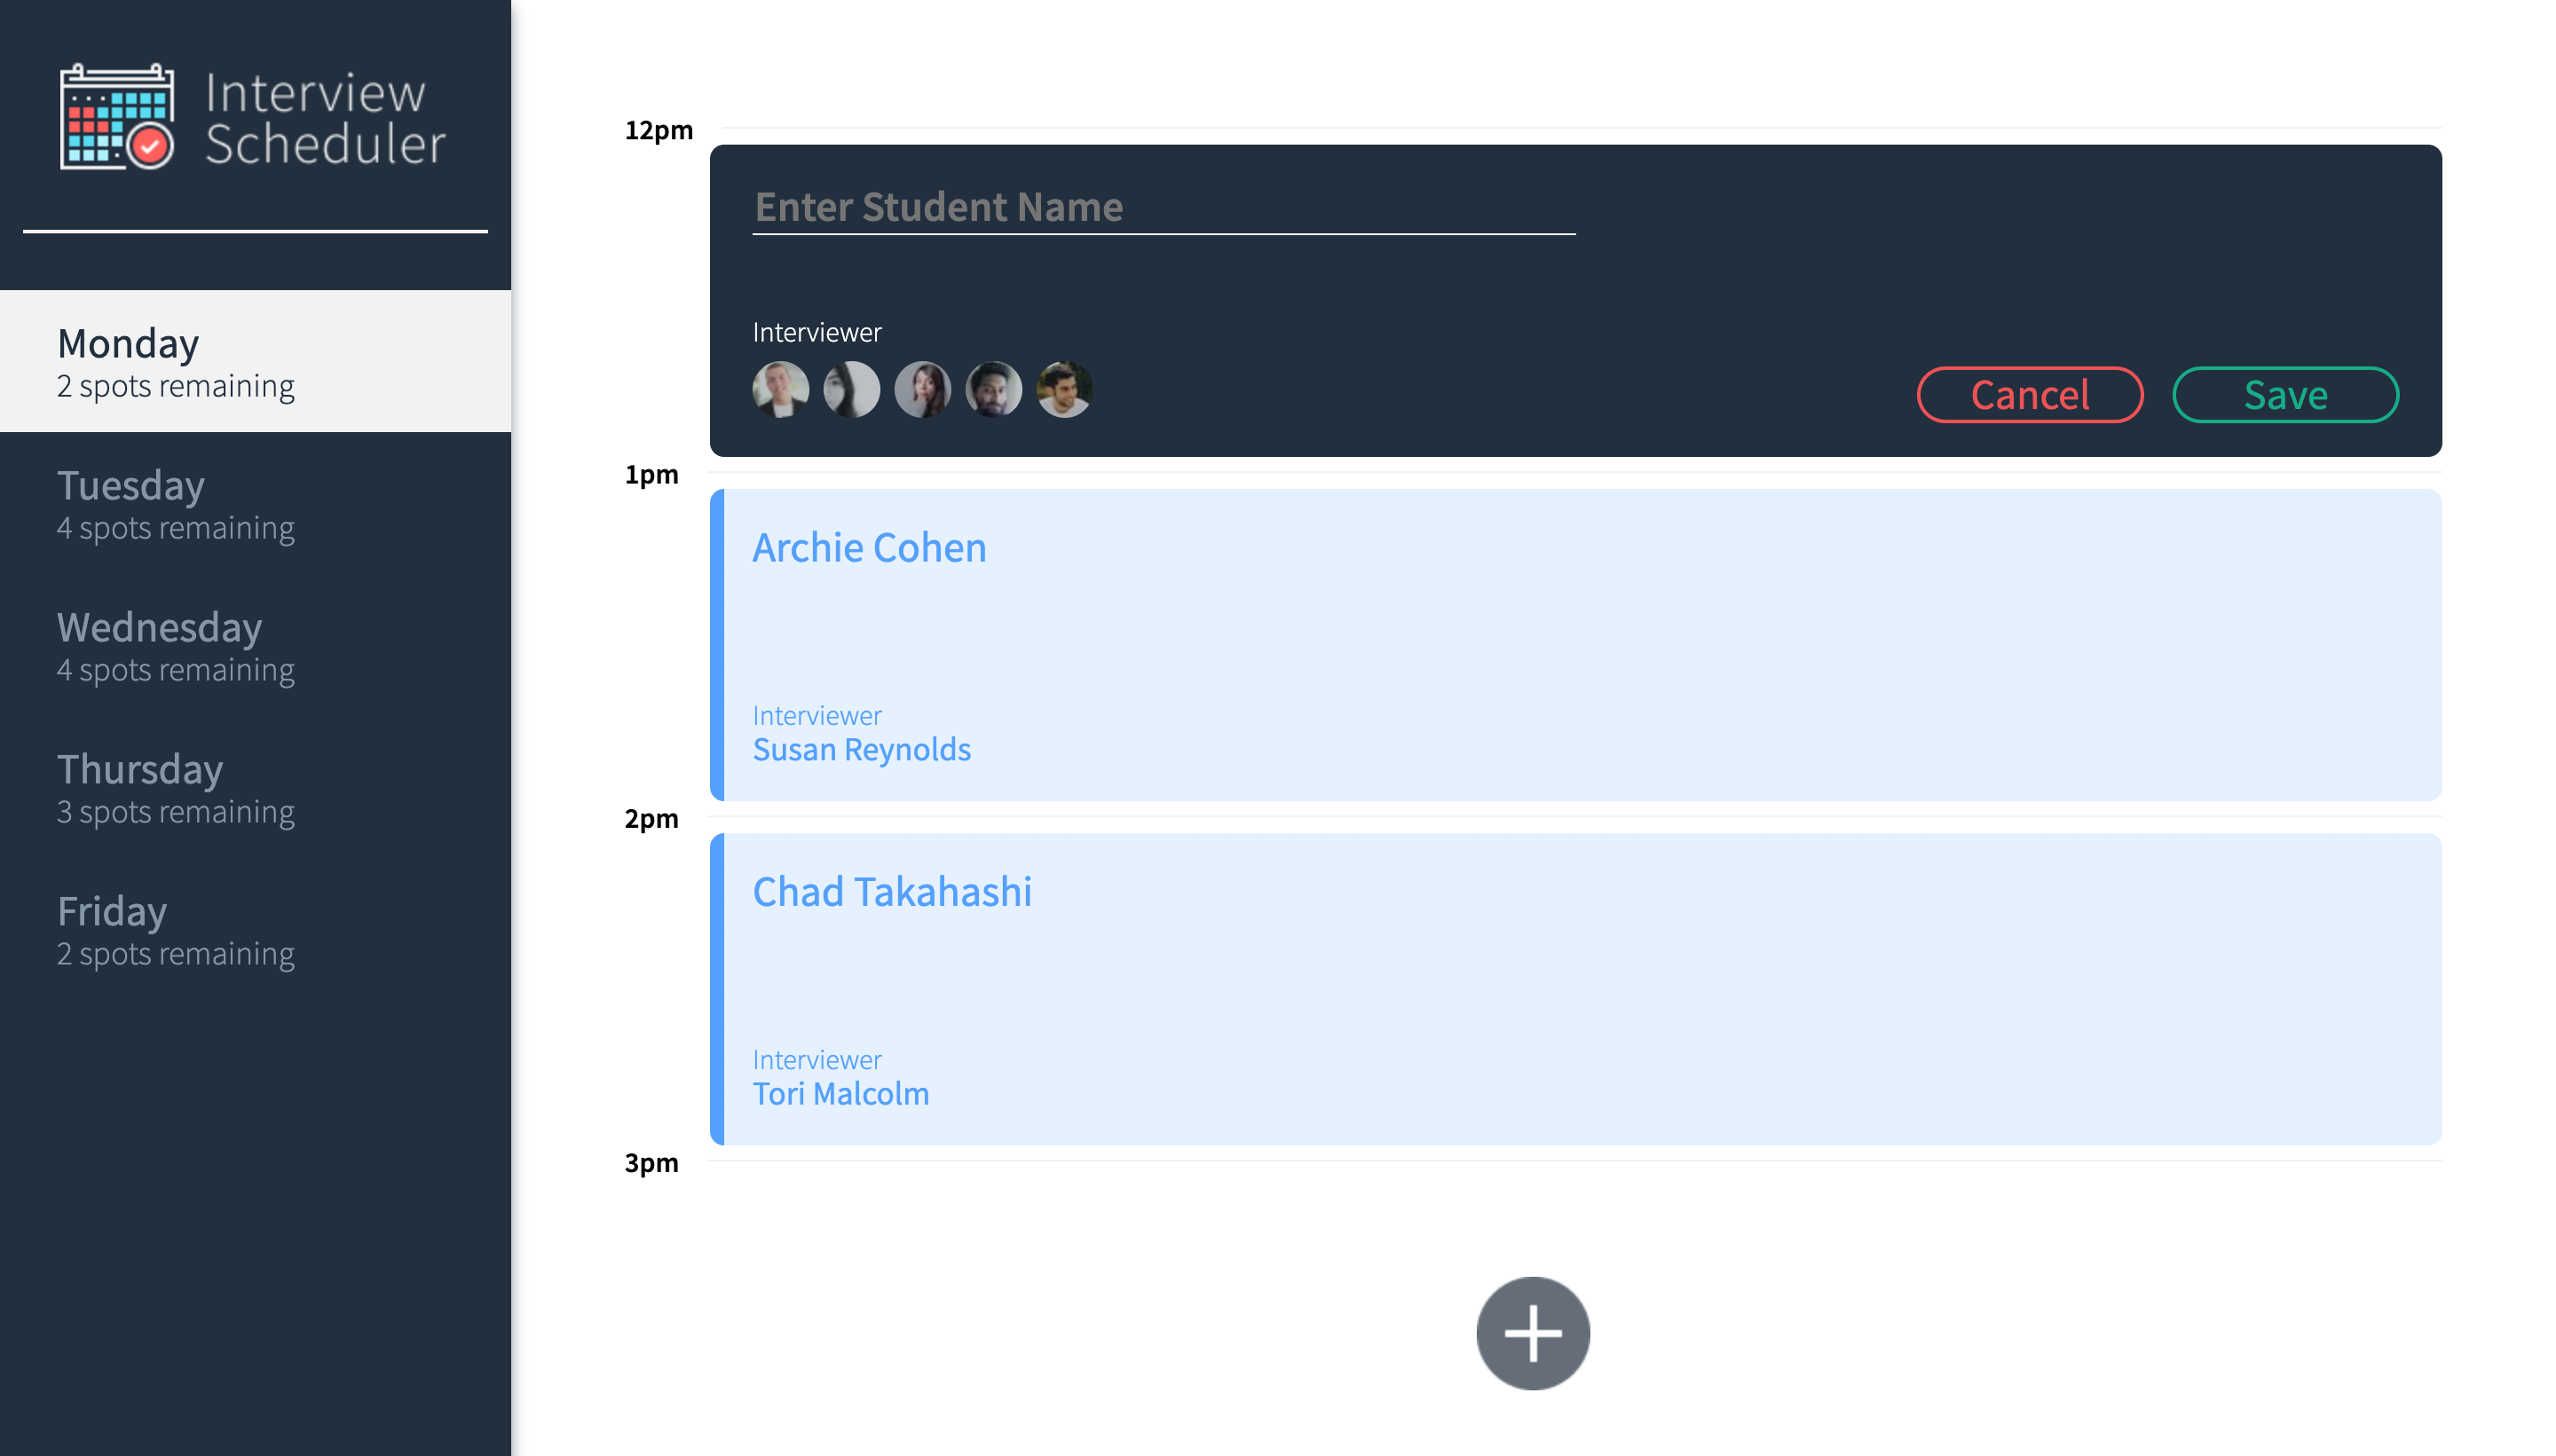 Interview
Scheduler
Monday
2 spots remaining
Tuesday
4 spots remaining
Wednesday
4 spots remaining
Thursday
3 spots remaining
Friday
2 spots remaining
12pm
Enter Student Name
Interviewer
Cancel
Save
1pm
Archie Cohen
Interviewer
Susan Reynolds
2pm
Chad Takahashi
Interviewer
Tori Malcolm
3pm